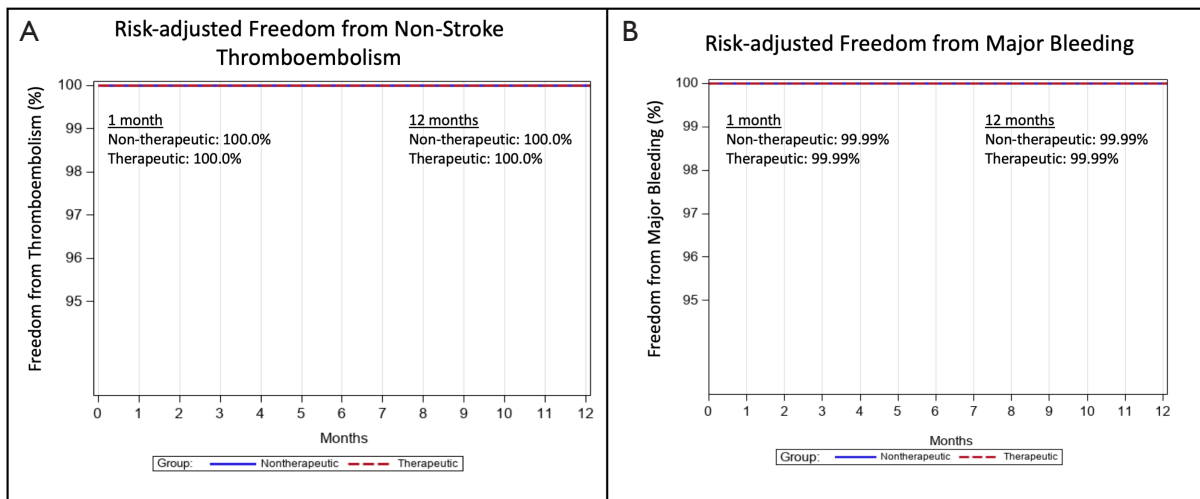 A
Risk-adjusted Freedom from Non-Stroke
Thromboembolism
Freedom from Thromboembolism (%)
100
99
98
97
96
95
1 month
Non-therapeutic: 100.0%
Therapeutic: 100.0%
12 months
Non-therapeutic: 100.0%
Therapeutic: 100.0%
0 1 2 3 4 5 6 7 8 9 10 11 12
Months
Group: Nontherapeutic Therapeutic
B
Risk-adjusted Freedom from Major Bleeding
Freedom from Major Bleeding (%)
100
99
98
97
96
95
1 month
Non-therapeutic: 99.99%
Therapeutic: 99.99%
12 months
Non-therapeutic: 99.99%
Therapeutic: 99.99%
0 1 2 3 4 5 6 7 8 9 10 11 12
Months
Group: Nontherapeutic Therapeutic